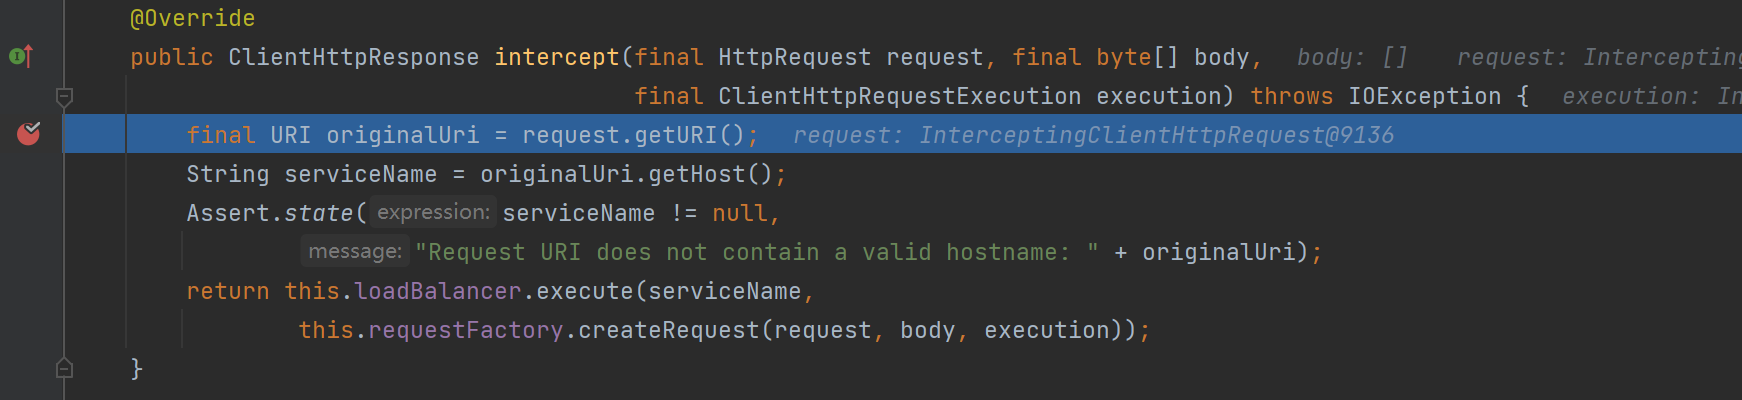 @Override
public ClientHttpResponse intercept(final HttpRequest request, final byte[] body, body: [] request: Intercepting
final ClientHttpRequestExecution execution) throws IOException { execution: In
final URI originalUri = request.getURI(); request: InterceptingClientHttpRequest@9136
String serviceName = originalUri.getHost();
Assert.state( expression: serviceName != null,
message: "Request URI does not contain a valid hostname: " + originalUri);
return this.loadBalancer.execute(serviceName,
this.requestFactory.createRequest(request, body, execution));
}